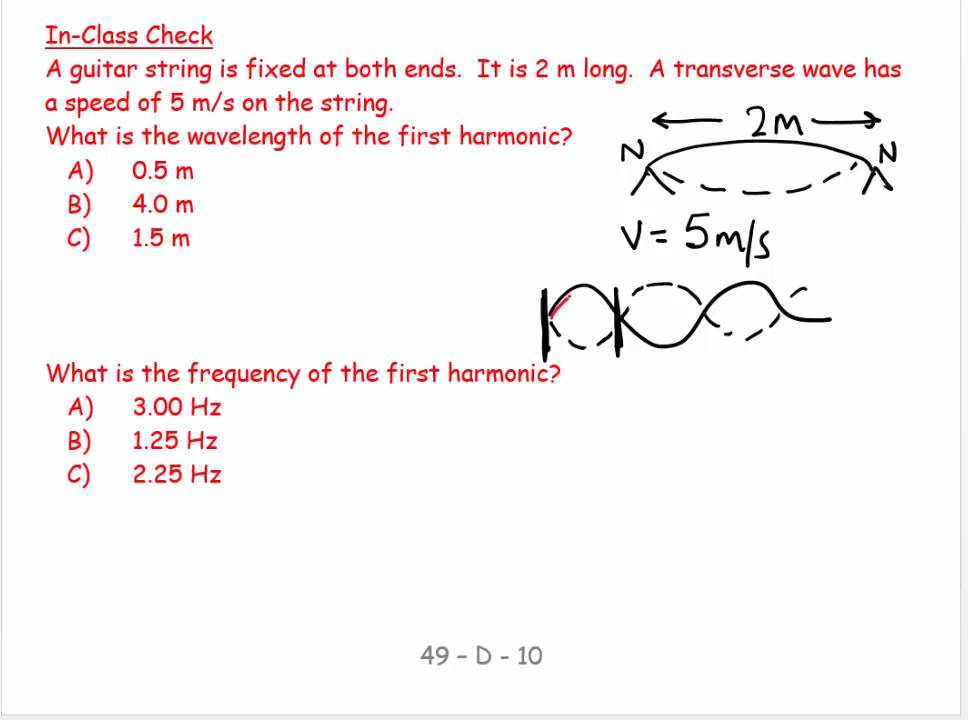 In-Class Check
A guitar string is fixed at both ends. It is 2 m long. A transverse wave has
a speed of 5 m/s on the string.
What is the wavelength of the first harmonic?
A) 0.5 m
B) 4.0 m
C) 1.5 m
2M
N N
V = 5 m/s
What is the frequency of the first harmonic?
A) 3.00 Hz
B) 1.25 Hz
C) 2.25 Hz
49 – D - 10